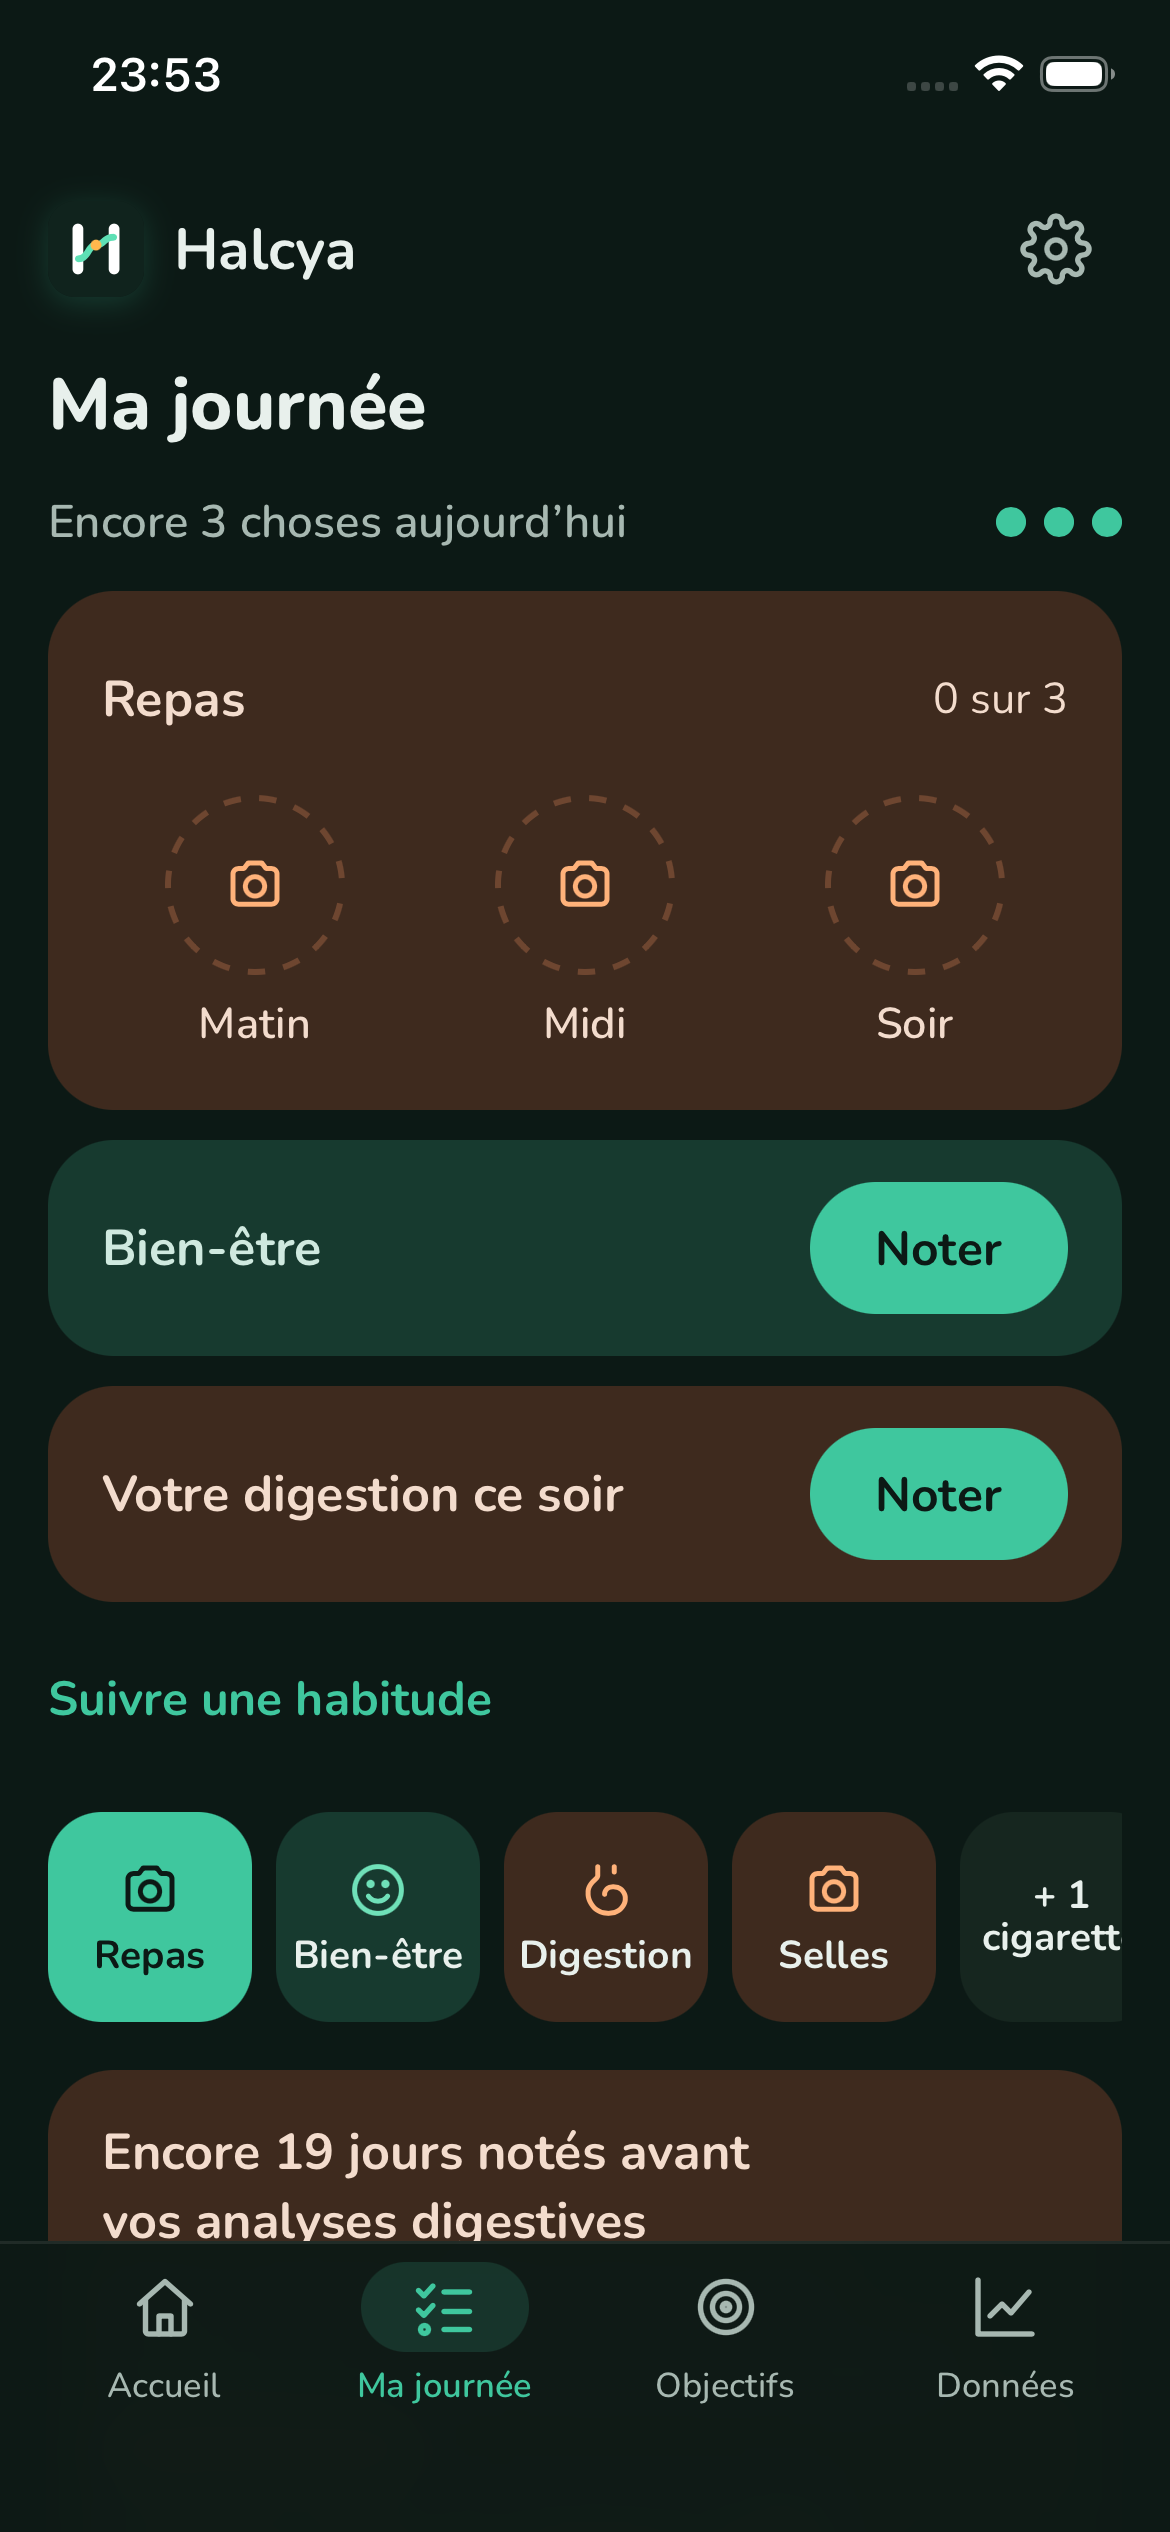 23:53
Halcya
Ma journée
Encore 3 choses aujourd’hui
Repas
0 sur 3
Matin
Midi
Soir
Bien-être
Noter
Votre digestion ce soir
Noter
Suivre une habitude
Repas
Bien-être
Digestion
Selles
+ 1
cigarett
Encore 19 jours notés avant
vos analyses digestives
Accueil
Ma journée
Objectifs
Données